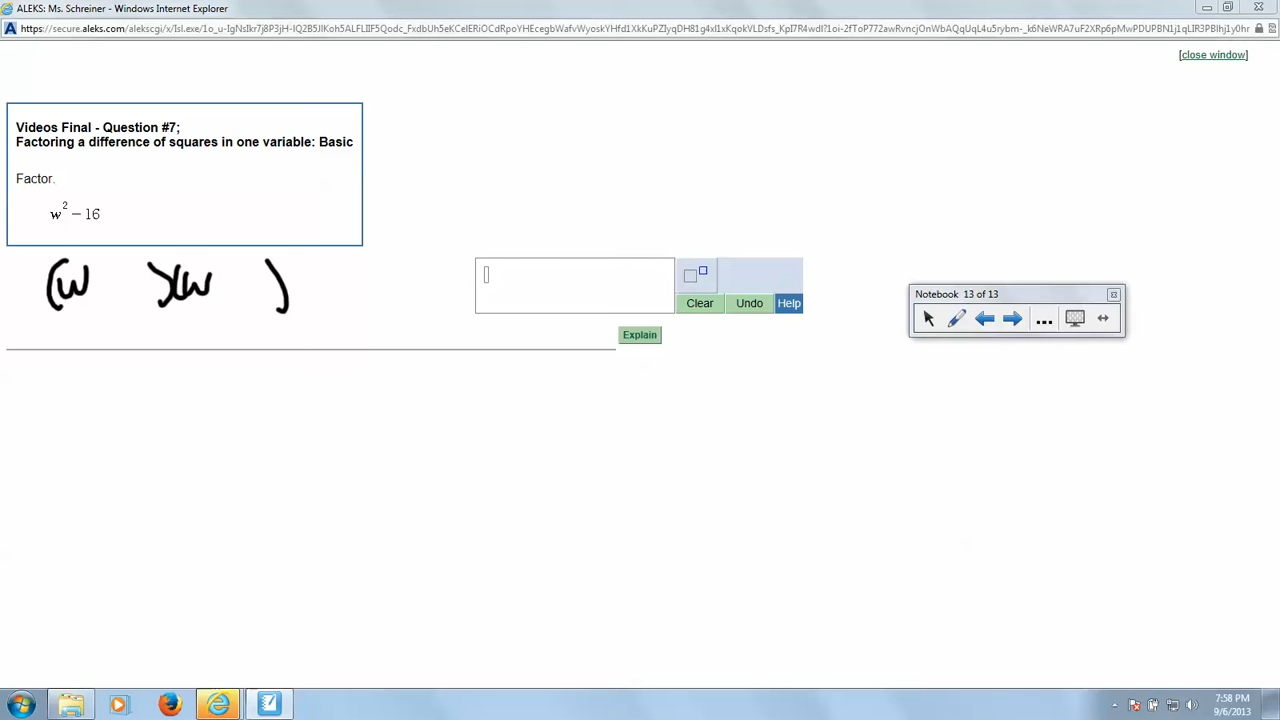 ALEKS: Ms. Schreiner - Windows Internet Explorer
[close window]
Videos Final - Question #7;
Factoring a difference of squares in one variable: Basic
Factor.
w² − 16
(w )(w )
Clear Undo Help
Explain
Notebook 13 of 13
...
7:58 PM
9/6/2013